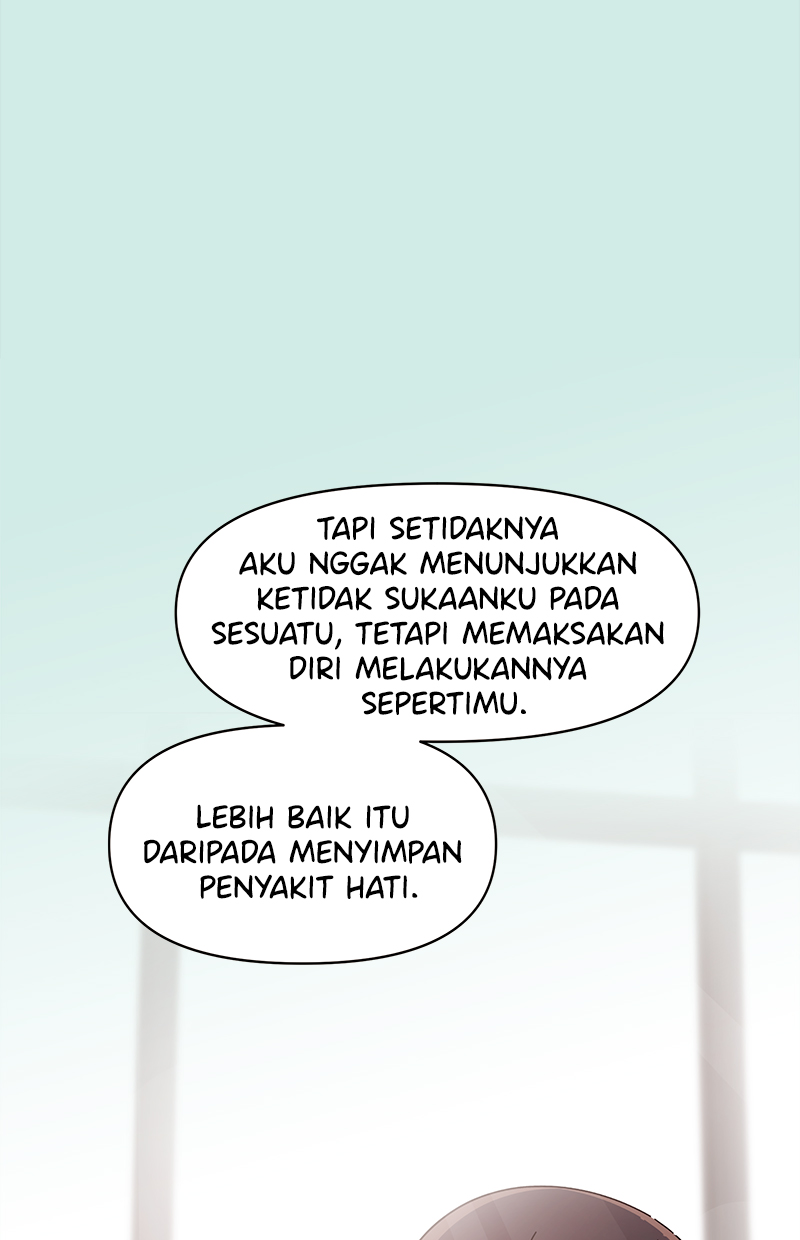 TAPI SETIDAKNYA
AKU NGGAK MENUNJUKKAN
KETIDAK SUKAANKU PADA
SESUATU, TETAPI MEMAKSAKAN
DIRI MELAKUKANNYA
SEPERTIMU.
LEBIH BAIK ITU
DARIPADA MENYIMPAN
PENYAKIT HATI.